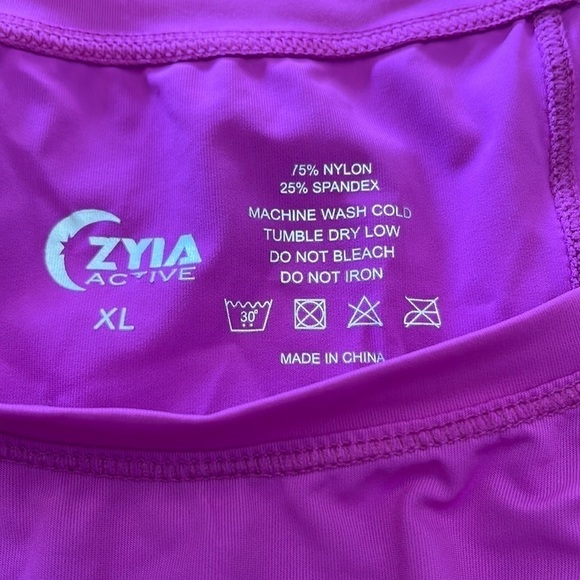 ZYIA
ACTIVE
XL
75% NYLON
25% SPANDEX
MACHINE WASH COLD
TUMBLE DRY LOW
DO NOT BLEACH
DO NOT IRON
30°
MADE IN CHINA